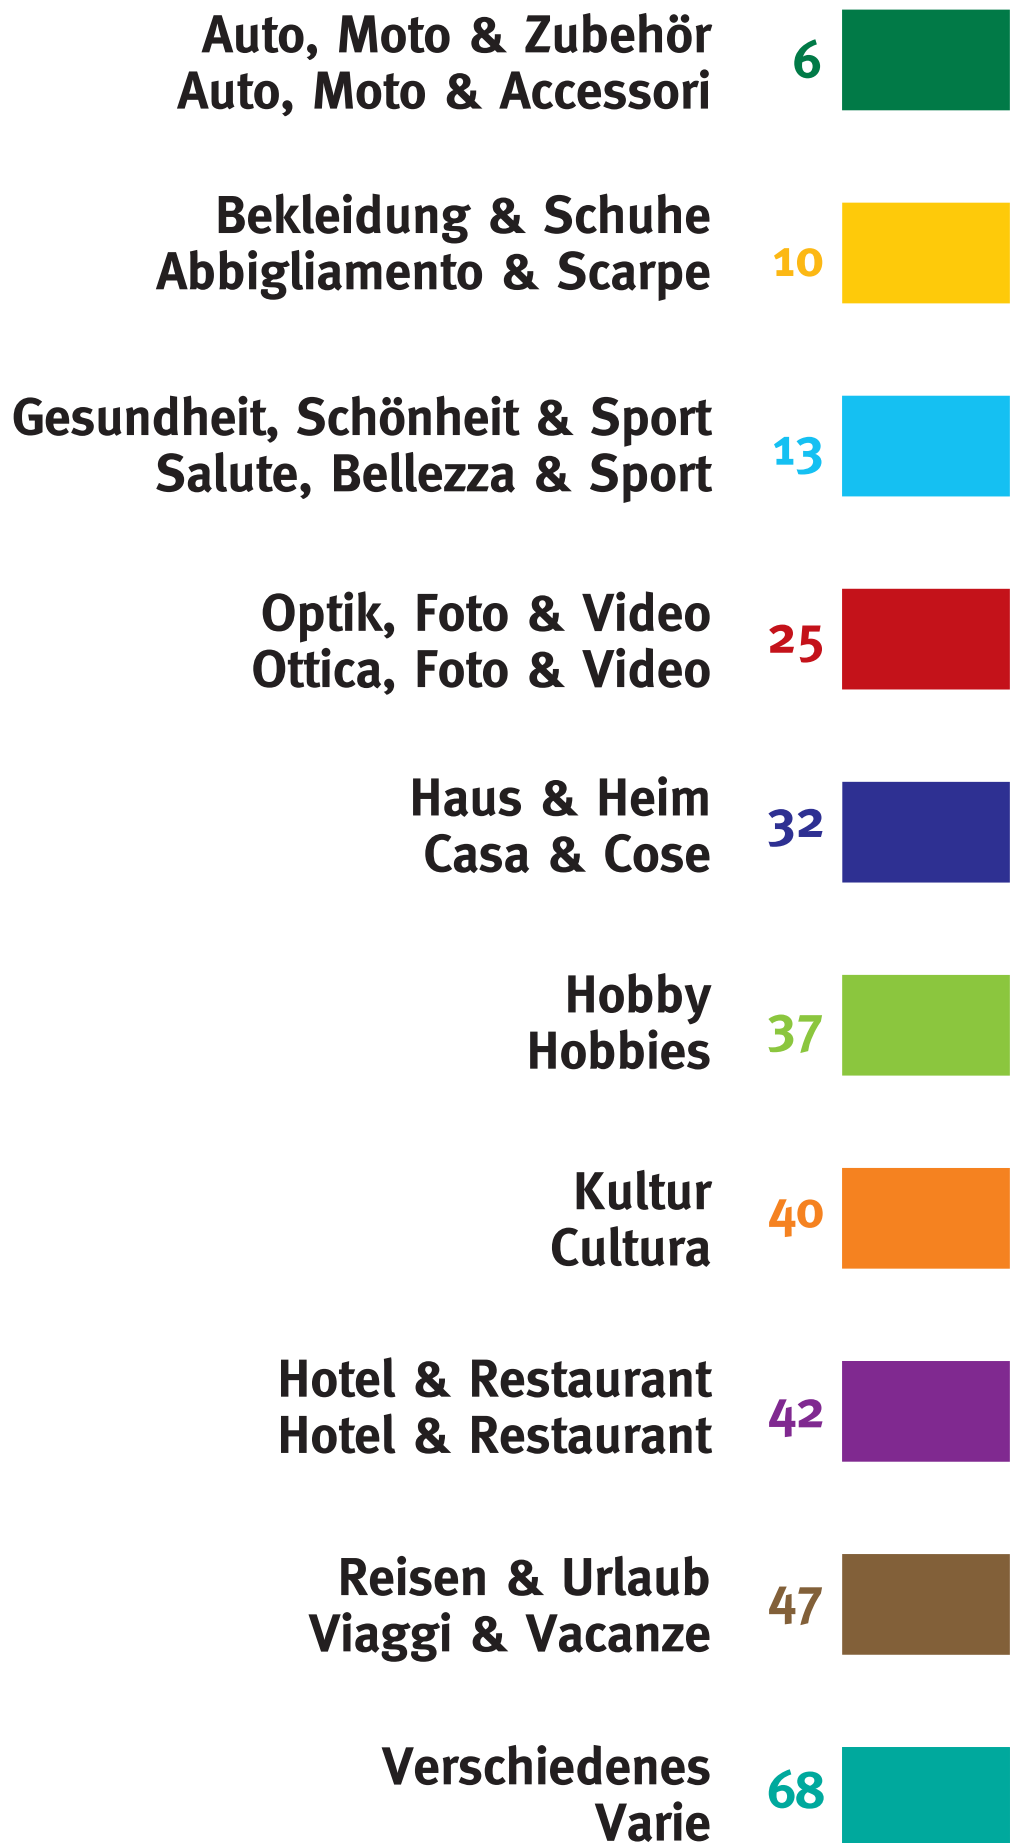 Auto, Moto & Zubehör
Auto, Moto & Accessori
6
Bekleidung & Schuhe
Abbigliamento & Scarpe
10
Gesundheit, Schönheit & Sport
Salute, Bellezza & Sport
13
Optik, Foto & Video
Ottica, Foto & Video
25
Haus & Heim
Casa & Cose
32
Hobby
Hobbies
37
Kultur
Cultura
40
Hotel & Restaurant
Hotel & Restaurant
42
Reisen & Urlaub
Viaggi & Vacanze
47
Verschiedenes
Varie
68